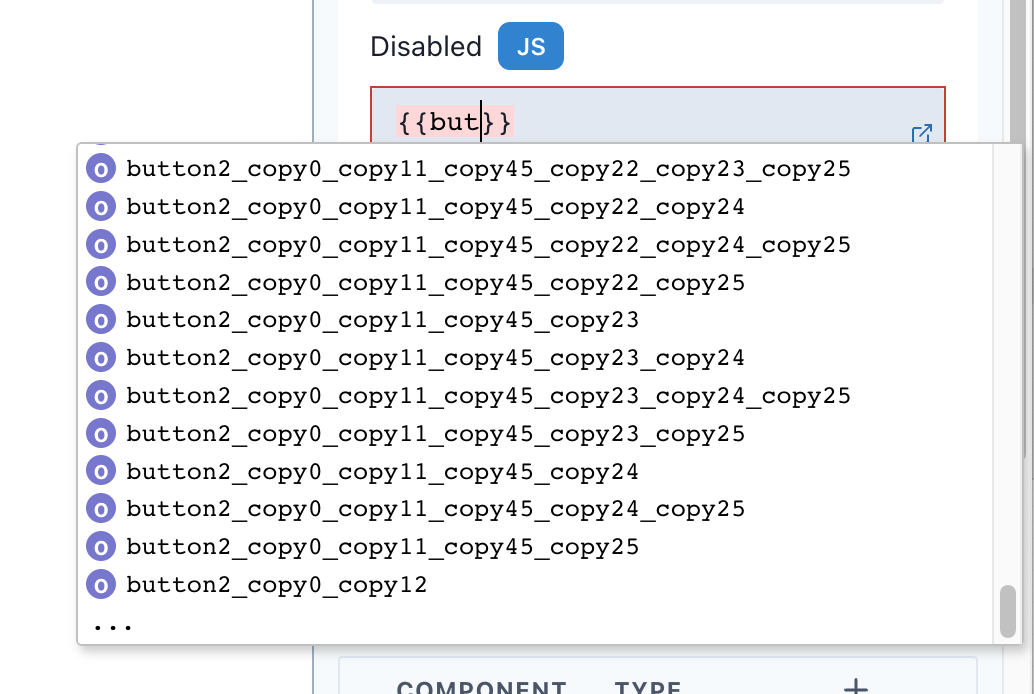 Disabled JS
{{but}}
o button2_copy0_copy11_copy45_copy22_copy23_copy25
o button2_copy0_copy11_copy45_copy22_copy24
o button2_copy0_copy11_copy45_copy22_copy24_copy25
o button2_copy0_copy11_copy45_copy22_copy25
o button2_copy0_copy11_copy45_copy23
o button2_copy0_copy11_copy45_copy23_copy24
o button2_copy0_copy11_copy45_copy23_copy24_copy25
o button2_copy0_copy11_copy45_copy23_copy25
o button2_copy0_copy11_copy45_copy24
o button2_copy0_copy11_copy45_copy24_copy25
o button2_copy0_copy11_copy45_copy25
o button2_copy0_copy12
...
COMPONENT TYPE +